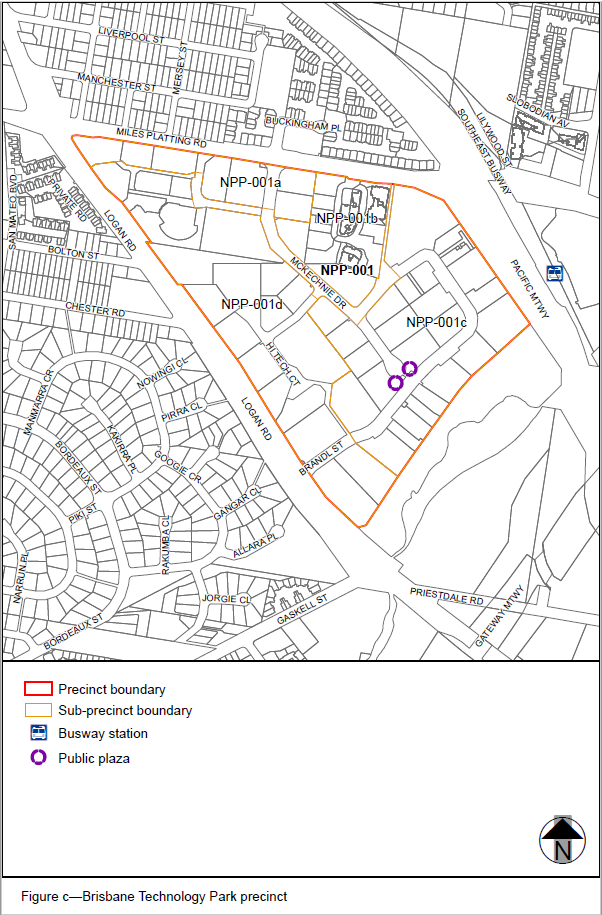 LIVERPOOL ST
MERSEY ST
MANCHESTER ST
BUCKINGHAM PL
MILES PLATTING RD
SLOBODIAN AV
LILYWOOD ST
SOUTHEAST BUSWAY
SAN MATEO BVD
PRIVATE RD
LOGAN RD
NPP-001a
NPP-001b
BOLTON ST
NPP-001
MCKECHNIE DR
PACIFIC MTWY
CHESTER RD
NPP-001d
NPP-001c
HI TECH CT
NOWINGI CL
MANMARRA CR
PIRRA CL
LOGAN RD
KAKIRRA PL
GOOGIE CR
BRANDL ST
BORDEAUX S
GANGAR CL
PIKI ST
RAKUMBA CL
ALLARA PL
NARRUN PL
JORGIE CL
GASKELL ST
PRIESTDALE RD
GATEWAY MTWY
BORDEAUX ST
Precinct boundary
Sub-precinct boundary
Busway station
Public plaza
N
Figure c—Brisbane Technology Park precinct